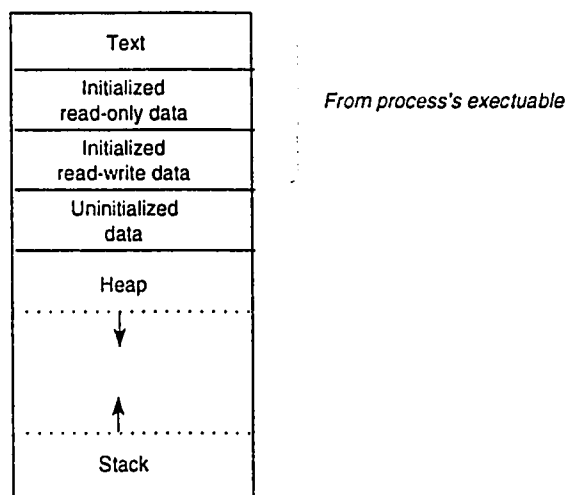 Text
Initialized
read-only data
From process's exectuable
Initialized
read-write data
Uninitialized
data
Heap
Stack